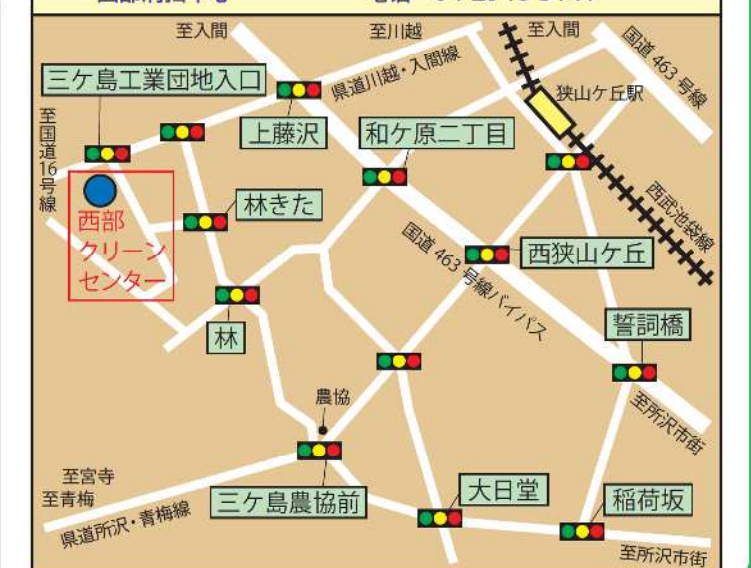 至入間
至川越
至入間
国道463号線
県道川越・入間線
三ケ島工業団地入口
狭山ケ丘駅
上藤沢
和ケ原二丁目
至国道16号線
林きた
西武池袋線
西部
クリーン
センター
国道463号線バイパス
西狭山ケ丘
林
誓詞橋
農協
至所沢市街
至宮寺
至青梅
三ケ島農協前
大日堂
稲荷坂
県道所沢・青梅線
至所沢市街